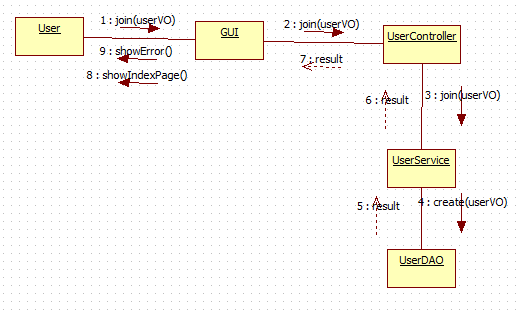 User
GUI
UserController
1 : join(userVO)
2 : join(userVO)
9 : showError()
7 : result
8 : showIndexPage()
3 : join(userVO)
6 : result
UserService
4 : create(userVO)
5 : result
UserDAO